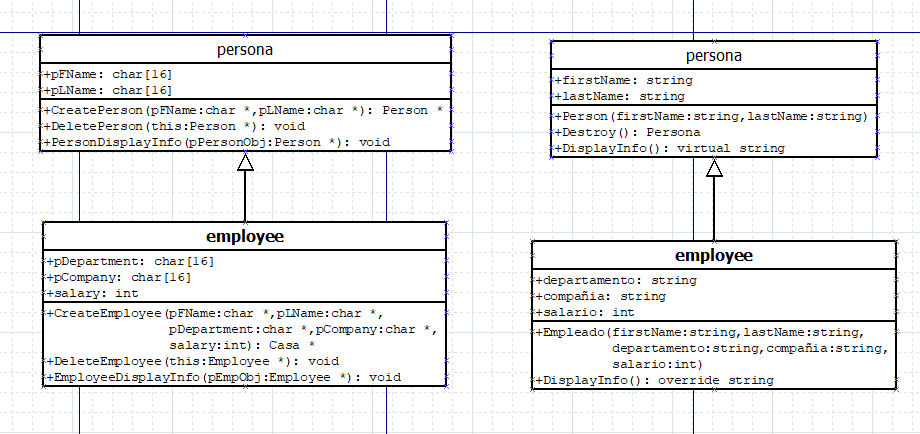 persona
+pFName: char[16]
+pLName: char[16]
+CreatePerson(pFName:char *,pLName:char *): Person *
+DeletePerson(this:Person *): void
+PersonDisplayInfo(pPersonObj:Person *): void
employee
+pDepartment: char[16]
+pCompany: char[16]
+salary: int
+CreateEmployee(pFName:char *,pLName:char *,
pDepartment:char *,pCompany:char *,
salary:int): Casa *
+DeleteEmployee(this:Employee *): void
+EmployeeDisplayInfo(pEmpObj:Employee *): void
persona
+firstName: string
+lastName: string
+Person(firstName:string,lastName:string)
+Destroy(): Persona
+DisplayInfo(): virtual string
employee
+departamento: string
+compañia: string
+salario: int
+Empleado(firstName:string,lastName:string,
departamento:string,compañia:string,
salario:int)
+DisplayInfo(): override string